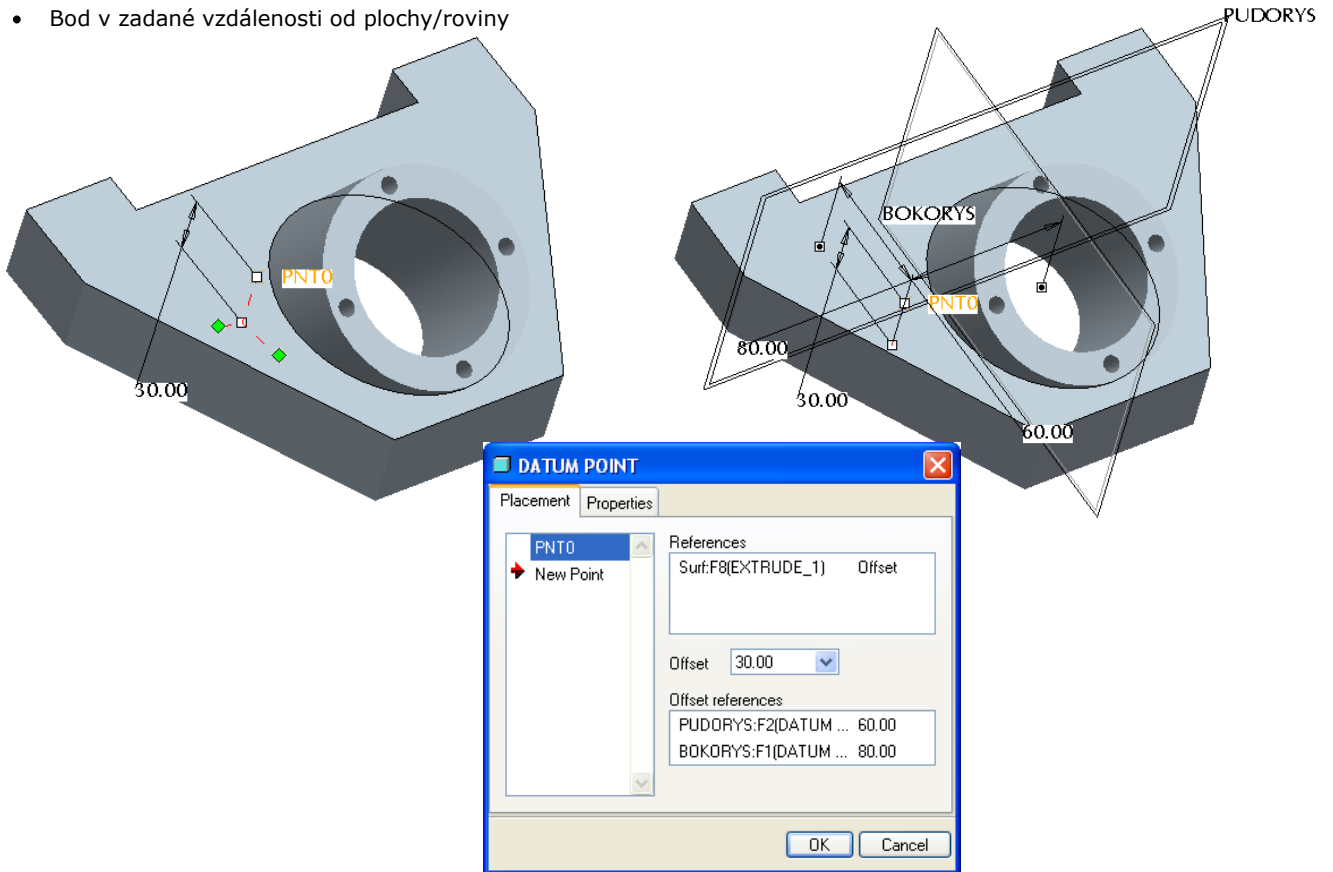 • Bod v zadané vzdálenosti od plochy/roviny
PNT0
30.00
PUDORYS
BOKORYS
PNT0
80.00
30.00
60.00
DATUM POINT
Placement Properties
PNT0
New Point
References
Surf:F8(EXTRUDE_1) Offset
Offset 30.00
Offset references
PUDORYS:F2(DATUM ... 60.00
BOKORYS:F1(DATUM ... 80.00
OK Cancel